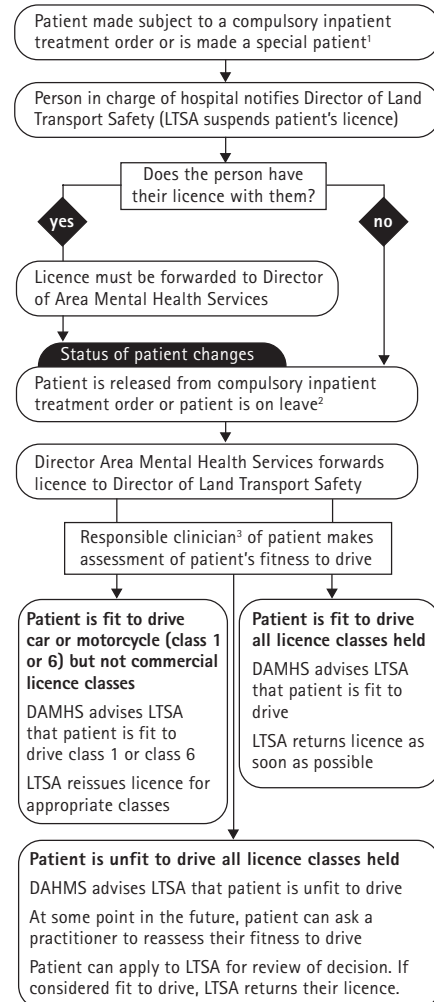 Patient made subject to a compulsory inpatient
treatment order or is made a special patient¹
Person in charge of hospital notifies Director of Land
Transport Safety (LTSA suspends patient's licence)
Does the person have
their licence with them?
yes
no
Licence must be forwarded to Director
of Area Mental Health Services
Status of patient changes
Patient is released from compulsory inpatient
treatment order or patient is on leave²
Director Area Mental Health Services forwards
licence to Director of Land Transport Safety
Responsible clinician³ of patient makes
assessment of patient's fitness to drive
Patient is fit to drive
car or motorcycle (class 1
or 6) but not commercial
licence classes
DAMHS advises LTSA
that patient is fit to
drive class 1 or class 6
LTSA reissues licence for
appropriate classes
Patient is fit to drive
all licence classes held
DAMHS advises LTSA
that patient is fit to
drive
LTSA returns licence as
soon as possible
Patient is unfit to drive all licence classes held
DAHMS advises LTSA that patient is unfit to drive
At some point in the future, patient can ask a
practitioner to reassess their fitness to drive
Patient can apply to LTSA for review of decision. If
considered fit to drive, LTSA returns their licence.